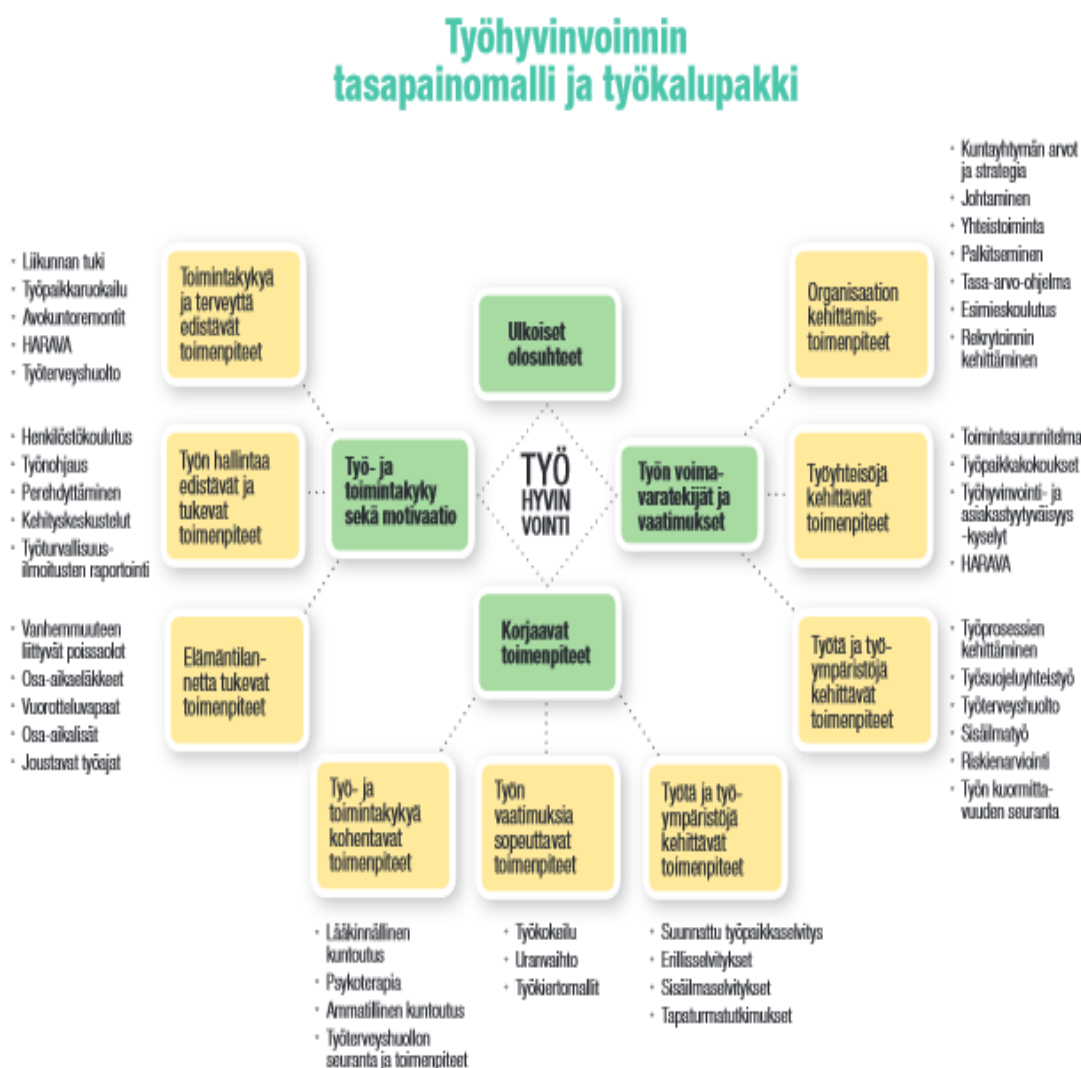 Työhyvinvoinnin
tasapainomalli ja työkalupakki
• Liikunnan tuki
• Työpaikkaruokailu
• Avokuntoremontit
• HARAVA
• Työterveyshuolto
Toimintakykyä
ja terveyttä
edistävät
toimenpiteet
Ulkoiset
olosuhteet
Organisaation
kehittämis-
toimenpiteet
• Kuntayhtymän arvot
ja strategia
• Johtaminen
• Yhteistoiminta
• Palkitseminen
• Tasa-arvo-ohjelma
• Esimieskoulutus
• Rekrytoinnin
kehittäminen
• Henkilöstökoulutus
• Työnohjaus
• Perehdyttäminen
• Kehityskeskustelut
• Työturvallisuus-
ilmoitusten raportointi
Työn hallintaa
edistävät ja
tukevat
toimenpiteet
Työ- ja
toimintakyky
sekä motivaatio
TYÖ
HYVIN
VOINTI
Työn voima-
varatekijät ja
vaatimukset
Työyhteisöjä
kehittävät
toimenpiteet
• Toimintasuunnitelma
• Työpaikkakokoukset
• Työhyvinvointi- ja
asiakastyytyväisyys
-kyselyt
• HARAVA
• Vanhemmuuteen
liittyvät poissaolot
• Osa-aikaeläkkeet
• Vuorotteluvapaat
• Osa-aikalisät
• Joustavat työajat
Elämäntilan-
netta tukevat
toimenpiteet
Korjaavat
toimenpiteet
Työtä ja työ-
ympäristöjä
kehittävät
toimenpiteet
• Työprosessien
kehittäminen
• Työsuojeluyhteistyö
• Työterveyshuolto
• Sisäilmatyö
• Riskienarviointi
• Työn kuormitta-
vuuden seuranta
Työ- ja
toimintakykyä
kohentavat
toimenpiteet
Työn
vaatimuksia
sopeuttavat
toimenpiteet
Työtä ja työ-
ympäristöjä
kehittävät
toimenpiteet
• Lääkinnällinen
kuntoutus
• Psykoterapia
• Ammatillinen kuntoutus
• Työterveyshuollon
seuranta ja toimenpiteet
• Työkokeilu
• Uranvaihto
• Työkiertomallit
• Suunnattu työpaikkaselvitys
• Erillisselvitykset
• Sisäilmaselvitykset
• Tapaturmatutkimukset